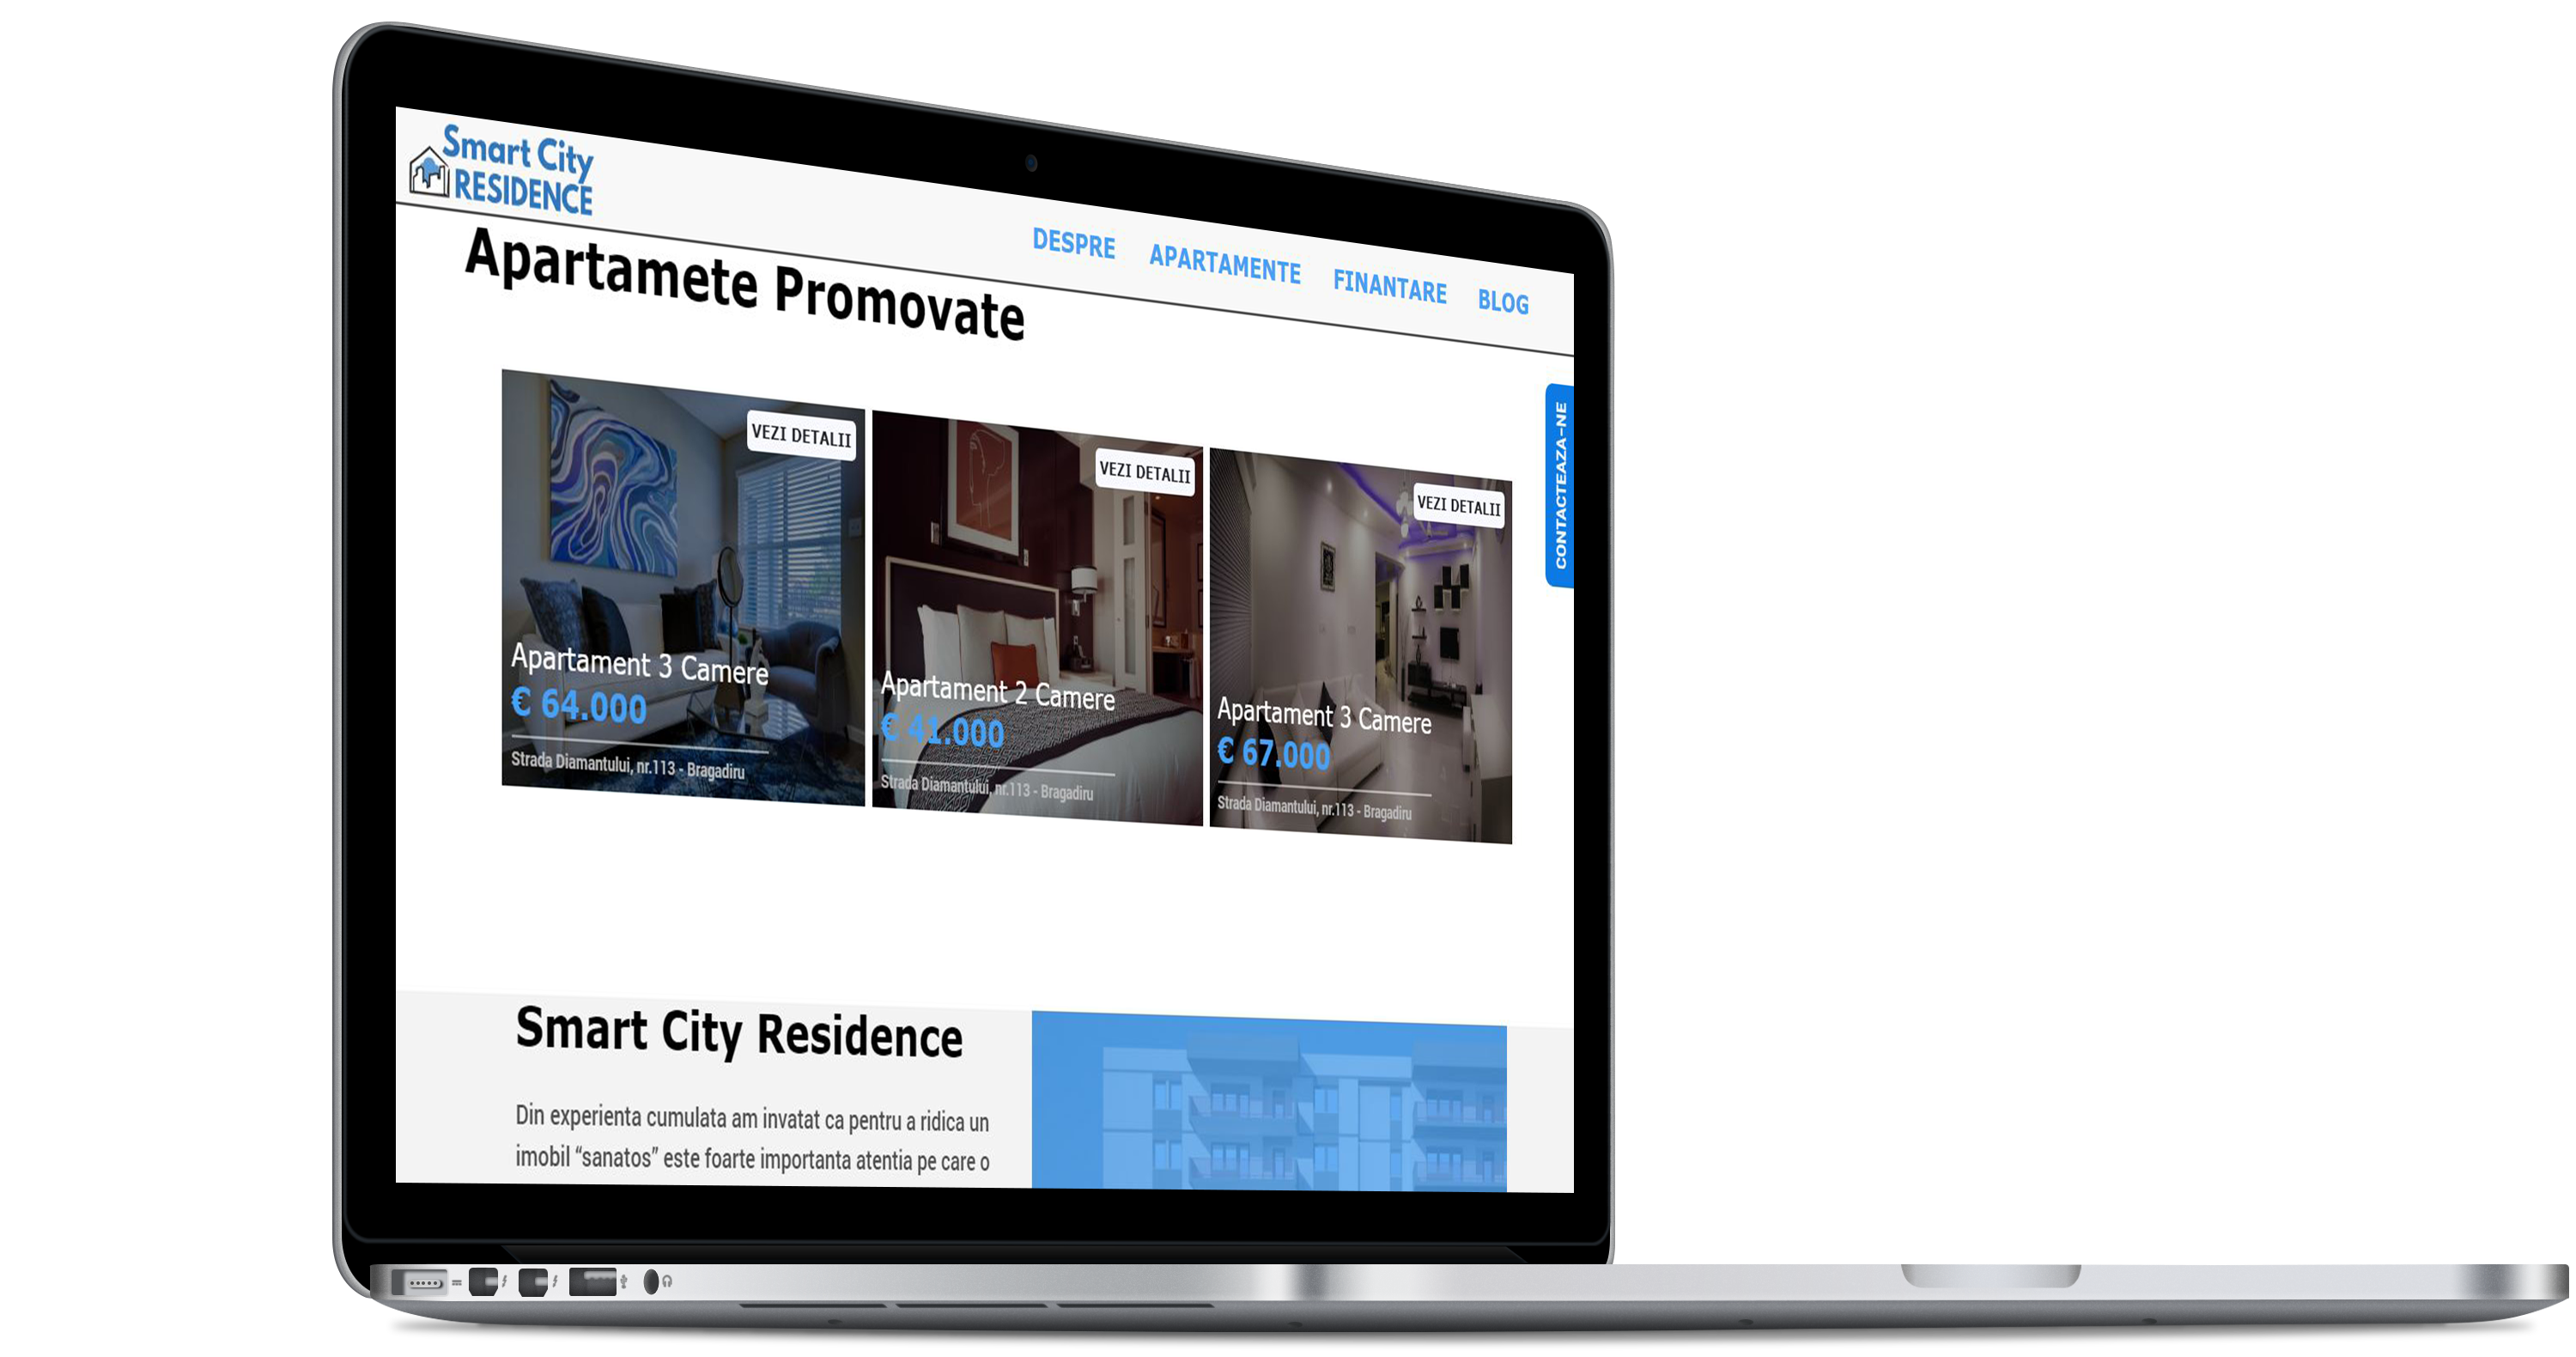 Smart City
RESIDENCE
DESPRE APARTAMENTE FINANTARE BLOG
Apartamete Promovate
VEZI DETALII
Apartament 3 Camere
€ 64.000
Strada Diamantului, nr.113 - Bragadiru
VEZI DETALII
Apartament 2 Camere
€ 41.000
Strada Diamantului, nr.113 - Bragadiru
VEZI DETALII
Apartament 3 Camere
€ 67.000
Strada Diamantului, nr.113 - Bragadiru
CONTACTEAZA-NE
Smart City Residence
Din experienta cumulata am invatat ca pentru a ridica un
imobil “sanatos” este foarte importanta atentia pe care o